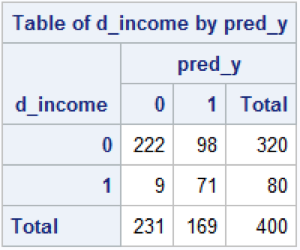 Table of d_income by pred_y
pred_y
d_income 0 1 Total
0 222 98 320
1 9 71 80
Total 231 169 400